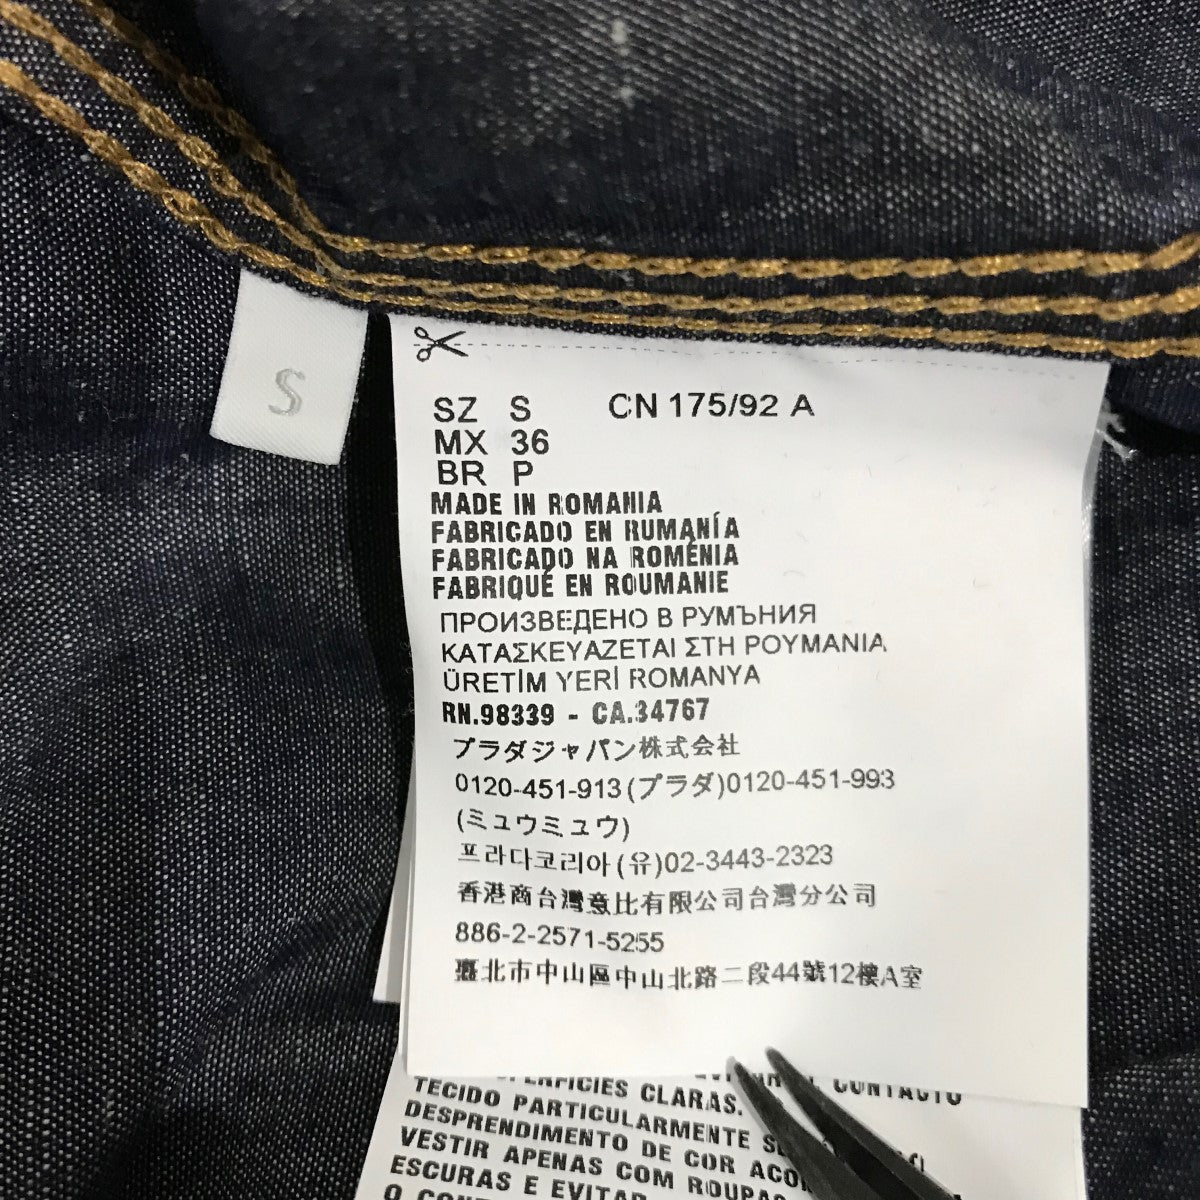 S
SZ S CN 175/92 A
MX 36
BR P
MADE IN ROMANIA
FABRICADO EN RUMANÍA
FABRICADO NA ROMÉNIA
FABRIQUÉ EN ROUMANIE
ПРОИЗВЕДЕНО В РУМЪНИЯ
ΚΑΤΑΣΚΕΥΑΖΕΤΑΙ ΣΤΗ ΡΟΥΜΑΝΙΑ
ÜRETİM YERİ ROMANYA
RN.98339 - CA.34767
プラダジャパン株式会社
0120-451-913(プラダ)0120-451-993
(ミュウミュウ)
프라다코리아(유)02-3443-2323
香港商台灣意比有限公司台灣分公司
886-2-2571-5255
臺北市中山區中山北路二段44號12樓A室
CONTACTO
CLARAS.
TECIDO PARTICULARMENTE
DESPRENDIMENTO DE COR
VESTIR APENAS COM ROUPAS
ESCURAS E EVITAR
O